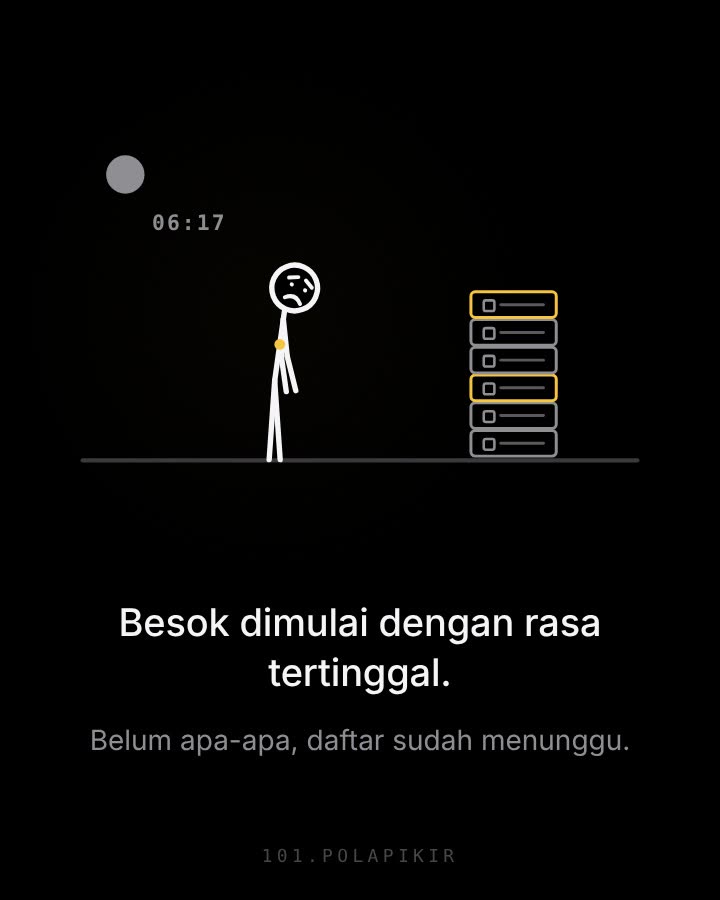 06:17
Besok dimulai dengan rasa
tertinggal.
Belum apa-apa, daftar sudah menunggu.
101.POLAPIKIR